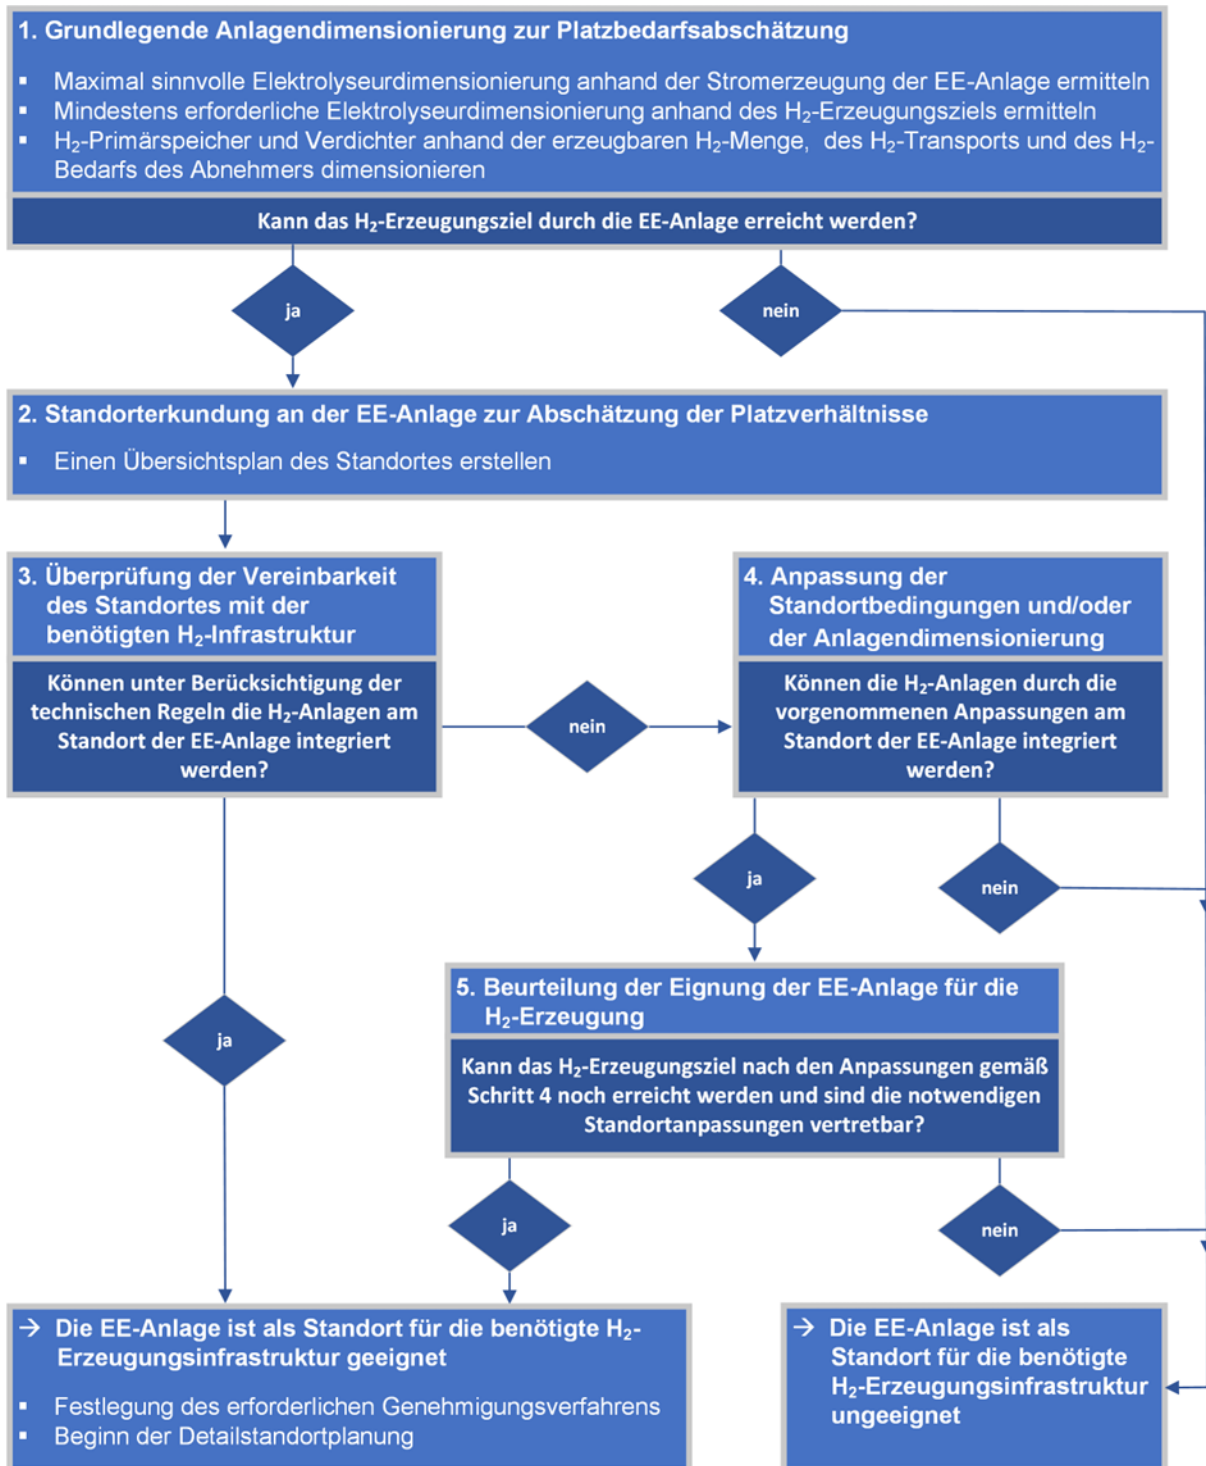 1. Grundlegende Anlagendimensionierung zur Platzbedarfsabschätzung
▪ Maximal sinnvolle Elektrolyseurdimensionierung anhand der Stromerzeugung der EE-Anlage ermitteln
▪ Mindestens erforderliche Elektrolyseurdimensionierung anhand des H₂-Erzeugungsziels ermitteln
▪ H₂-Primärspeicher und Verdichter anhand der erzeugbaren H₂-Menge, des H₂-Transports und des H₂-
Bedarfs des Abnehmers dimensionieren
Kann das H₂-Erzeugungsziel durch die EE-Anlage erreicht werden?
ja
nein
2. Standorterkundung an der EE-Anlage zur Abschätzung der Platzverhältnisse
▪ Einen Übersichtsplan des Standortes erstellen
3. Überprüfung der Vereinbarkeit
des Standortes mit der
benötigten H₂-Infrastruktur
Können unter Berücksichtigung der
technischen Regeln die H₂-Anlagen am
Standort der EE-Anlage integriert
werden?
nein
4. Anpassung der
Standortbedingungen und/oder
der Anlagendimensionierung
Können die H₂-Anlagen durch die
vorgenommenen Anpassungen am
Standort der EE-Anlage integriert
werden?
ja
nein
5. Beurteilung der Eignung der EE-Anlage für die
H₂-Erzeugung
Kann das H₂-Erzeugungsziel nach den Anpassungen gemäß
Schritt 4 noch erreicht werden und sind die notwendigen
Standortanpassungen vertretbar?
ja
ja
nein
→ Die EE-Anlage ist als Standort für die benötigte H₂-
Erzeugungsinfrastruktur geeignet
▪ Festlegung des erforderlichen Genehmigungsverfahrens
▪ Beginn der Detailstandortplanung
→ Die EE-Anlage ist als
Standort für die benötigte
H₂-Erzeugungsinfrastruktur
ungeeignet